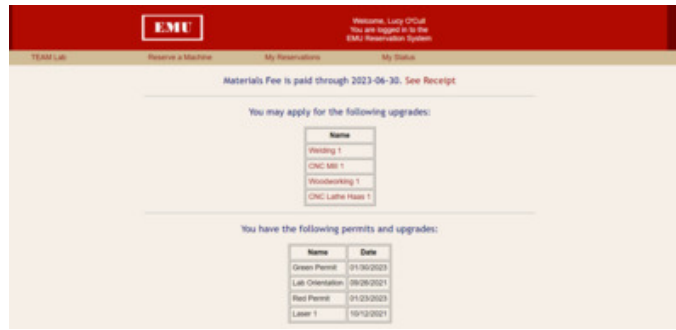 EMU
Welcome, Lucy O'Cull
You are logged in to the
EMU Reservation System
TEAM Lab Reserve a Machine My Reservations My Status
Materials Fee is paid through 2023-06-30. See Receipt
You may apply for the following upgrades:
Name
Welding 1
CNC Mill 1
Woodworking 1
CNC Lathe Haas 1
You have the following permits and upgrades:
Name Date
Green Permit 01/30/2023
Lab Orientation 09/28/2021
Red Permit 01/23/2023
Laser 1 10/12/2021